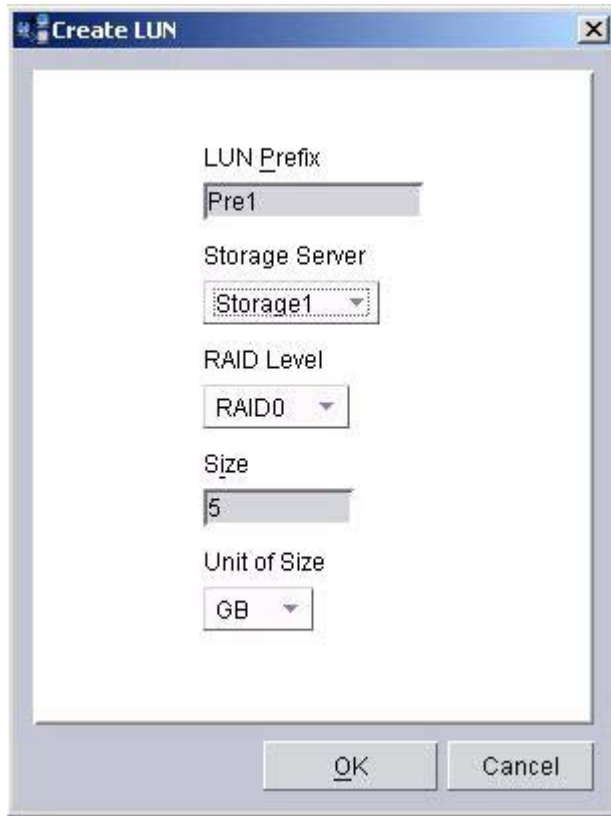 Create LUN
LUN Prefix
Pre1
Storage Server
Storage1
RAID Level
RAID0
Size
5
Unit of Size
GB
OK
Cancel